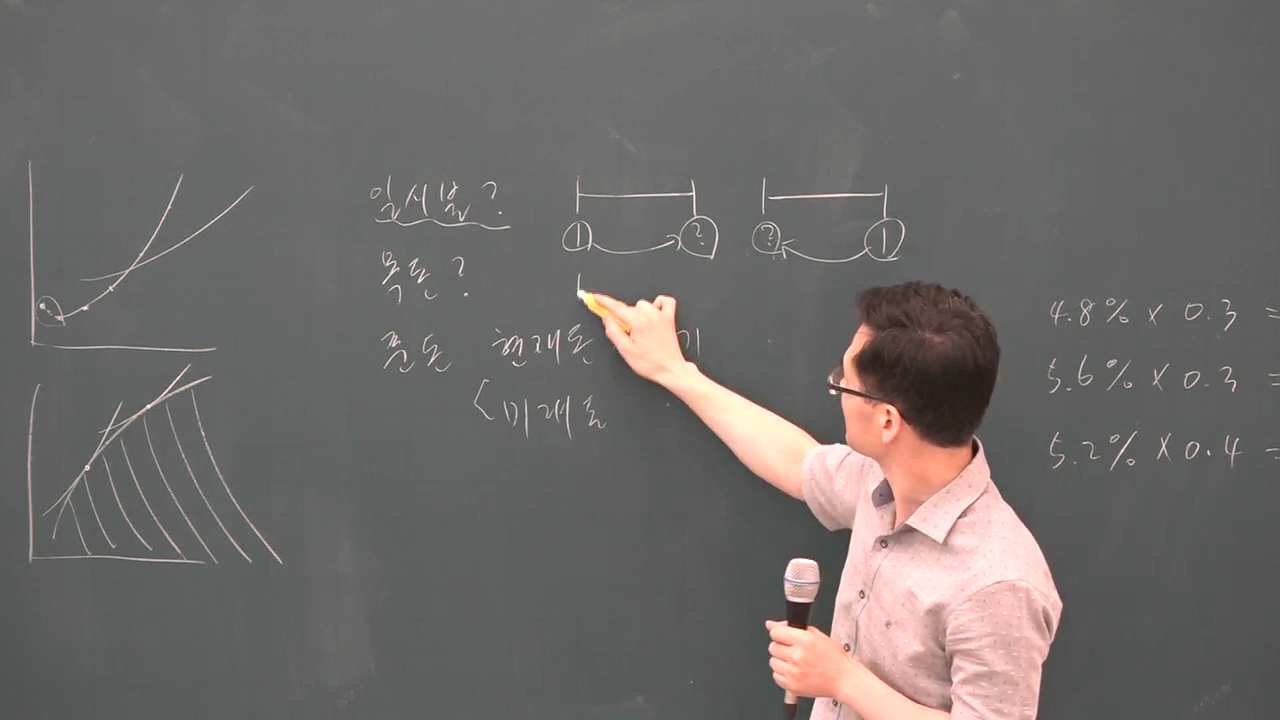 일시불?
목돈?
푼돈 현재돈
< 미래돈
1 ?
? 1
4.8% × 0.3 =
5.6% × 0.3 =
5.2% × 0.4 =